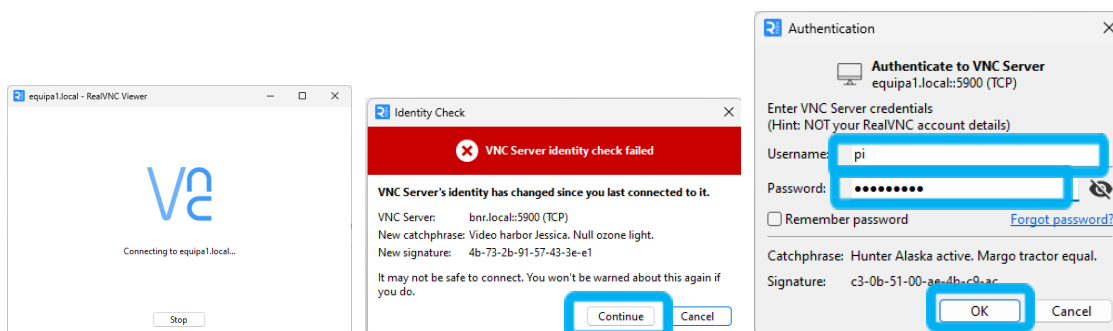 equipa1.local - RealVNC Viewer
Connecting to equipa1.local...
Stop
Identity Check
VNC Server identity check failed
VNC Server's identity has changed since you last connected to it.
VNC Server: bnr.local::5900 (TCP)
New catchphrase: Video harbor Jessica. Null ozone light.
New signature: 4b-73-2b-91-57-43-3e-e1
It may not be safe to connect. You won't be warned about this again if
you do.
Continue Cancel
Authentication
Authenticate to VNC Server
equipa1.local::5900 (TCP)
Enter VNC Server credentials
(Hint: NOT your RealVNC account details)
Username: pi
Password: •••••••••
Remember password Forgot password?
Catchphrase: Hunter Alaska active. Margo tractor equal.
Signature: c3-0b-51-00-ae-4b-c9-ac
OK Cancel